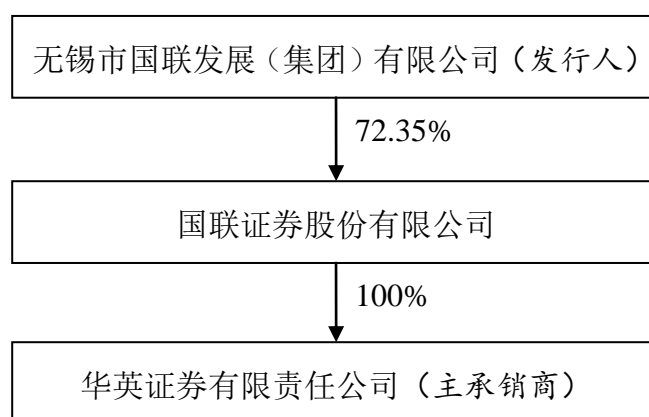 无锡市国联发展（集团）有限公司（发行人）
72.35%
国联证券股份有限公司
100%
华英证券有限责任公司（主承销商）